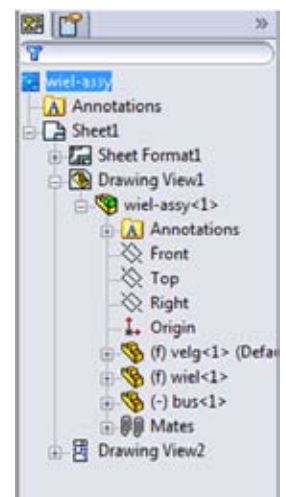 wiel-assy
Annotations
Sheet1
Sheet Format1
Drawing View1
wiel-assy<1>
Annotations
Front
Top
Right
Origin
(f) velg<1> (Defau
(f) wiel<1>
(-) bus<1>
Mates
Drawing View2